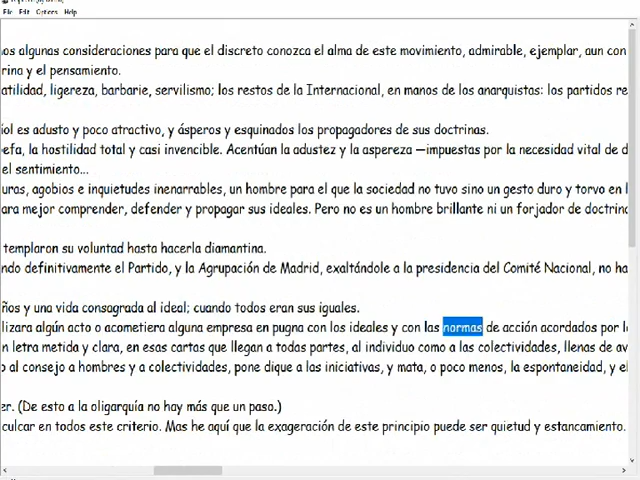 File Edit Options Help
os algunas consideraciones para que el discreto conozca el alma de este movimiento, admirable, ejemplar, aun con
rina y el pensamiento.
atilidad, ligereza, barbarie, servilismo; los restos de la Internacional, en manos de los anarquistas: los partidos re
iol es adusto y poco atractivo, y ásperos y esquinados los propagadores de sus doctrinas.
efa, la hostilidad total y casi invencible. Acentúan la adustez y la aspereza —impuestas por la necesidad vital de d
el sentimiento...
uras, agobios e inquietudes inenarrables, un hombre para el que la sociedad no tuvo sino un gesto duro y torvo en l
ara mejor comprender, defender y propagar sus ideales. Pero no es un hombre brillante ni un forjador de doctrina
templaron su voluntad hasta hacerla diamantina.
ndo definitivamente el Partido, y la Agrupación de Madrid, exaltándole a la presidencia del Comité Nacional, no ha
ños y una vida consagrada al ideal; cuando todos eran sus iguales.
lizara algún acto o acometiera alguna empresa en pugna con los ideales y con las normas de acción acordados por l
n letra metida y clara, en esas cartas que llegan a todas partes, al individuo como a las colectividades, llenas de av
o al consejo a hombres y a colectividades, pone dique a las iniciativas, y mata, o poco menos, la espontaneidad, y el
er. (De esto a la oligarquía no hay más que un paso.)
culcar en todos este criterio. Mas he aquí que la exageración de este principio puede ser quietud y estancamiento.